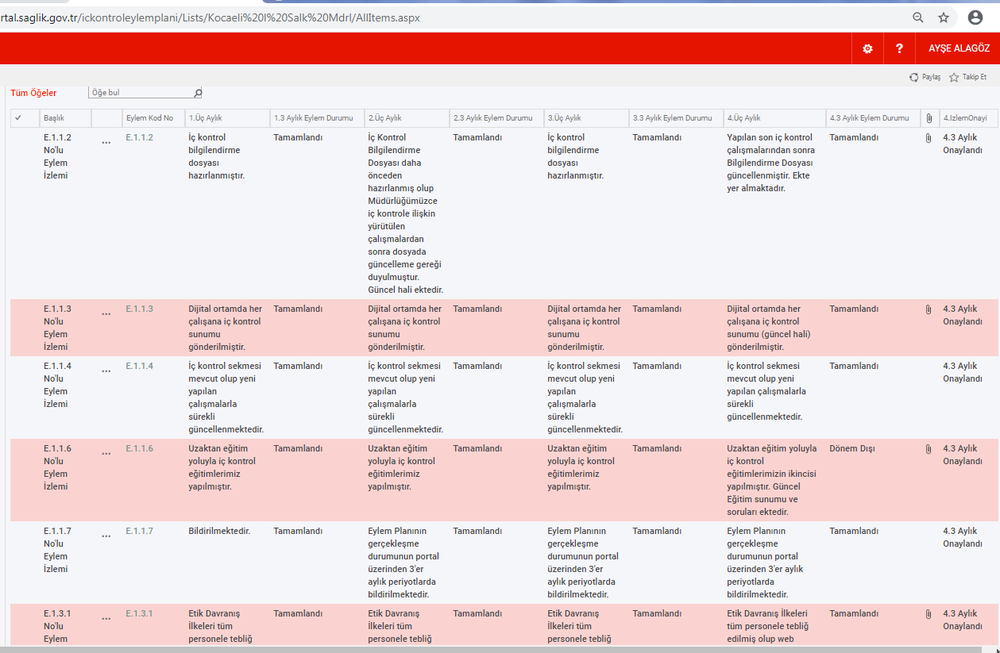 rtal.saglik.gov.tr/ickontroleylemplani/Lists/Kocaeli%20I%20Salk%20Mdrl/AllItems.aspx
? AYŞE ALAGÖZ
Paylaş Takip Et
Tüm Öğeler Öğe bul
✓ Başlık Eylem Kod No 1.Üç Aylık 1.3 Aylık Eylem Durumu 2.Üç Aylık 2.3 Aylık Eylem Durumu 3.Üç Aylık 3.3 Aylık Eylem Durumu 4.Üç Aylık 4.3 Aylık Eylem Durumu 4.IzlemOnayi
E.1.1.2 ... E.1.1.2 İç kontrol Tamamlandı İç Kontrol Tamamlandı İç kontrol Tamamlandı Yapılan son iç kontrol Tamamlandı 4.3 Aylık
No'lu bilgilendirme Bilgilendirme bilgilendirme çalışmalarından sonra Onaylandı
Eylem dosyası Dosyası daha dosyası Bilgilendirme Dosyası
İzlemi hazırlanmıştır. önceden hazırlanmıştır. güncellenmiştir. Ekte
hazırlanmış olup yer almaktadır.
Müdürlüğümüzce
iç kontrole ilişkin
yürütülen
çalışmalardan
sonra dosyada
güncelleme gereği
duyulmuştur.
Güncel hali ektedir.
E.1.1.3 ... E.1.1.3 Dijital ortamda her Tamamlandı Dijital ortamda her Tamamlandı Dijital ortamda her Tamamlandı Dijital ortamda her Tamamlandı 4.3 Aylık
No'lu çalışana iç kontrol çalışana iç kontrol çalışana iç kontrol çalışana iç kontrol Onaylandı
Eylem sunumu sunumu sunumu sunumu (güncel hali)
İzlemi gönderilmiştir. gönderilmiştir. gönderilmiştir. gönderilmiştir.
E.1.1.4 ... E.1.1.4 İç kontrol sekmesi Tamamlandı İç kontrol sekmesi Tamamlandı İç kontrol sekmesi Tamamlandı İç kontrol sekmesi Tamamlandı 4.3 Aylık
No'lu mevcut olup yeni mevcut olup yeni mevcut olup yeni mevcut olup yeni Onaylandı
Eylem yapılan yapılan yapılan yapılan çalışmalarla
İzlemi çalışmalarla çalışmalarla çalışmalarla sürekli
sürekli sürekli sürekli güncellenmektedir.
güncellenmektedir. güncellenmektedir. güncellenmektedir.
E.1.1.6 ... E.1.1.6 Uzaktan eğitim Tamamlandı Uzaktan eğitim Tamamlandı Uzaktan eğitim Tamamlandı Uzaktan eğitim yoluyla Dönem Dışı 4.3 Aylık
No'lu yoluyla iç kontrol yoluyla iç kontrol yoluyla iç kontrol iç kontrol Onaylandı
Eylem eğitimlerimiz eğitimlerimiz eğitimlerimiz eğitimlerimizin ikincisi
İzlemi yapılmıştır. yapılmıştır. yapılmıştır. yapılmıştır. Güncel
Eğitim sunumu ve
soruları ektedir.
E.1.1.7 ... E.1.1.7 Bildirilmektedir. Tamamlandı Eylem Planının Tamamlandı Eylem Planının Tamamlandı Eylem Planının Tamamlandı 4.3 Aylık
No'lu gerçekleşme gerçekleşme gerçekleşme Onaylandı
Eylem durumunun portal durumunun portal durumunun portal
İzlemi üzerinden 3'er üzerinden 3'er üzerinden 3'er aylık
aylık periyotlarda aylık periyotlarda periyotlarda
bildirilmektedir. bildirilmektedir. bildirilmektedir.
E.1.3.1 ... E.1.3.1 Etik Davranış Tamamlandı Etik Davranış Tamamlandı Etik Davranış Tamamlandı Etik Davranış İlkeleri Tamamlandı 4.3 Aylık
No'lu İlkeleri tüm İlkeleri tüm İlkeleri tüm tüm personele tebliğ Onaylandı
Eylem personele tebliğ personele tebliğ personele tebliğ edilmiş olup web